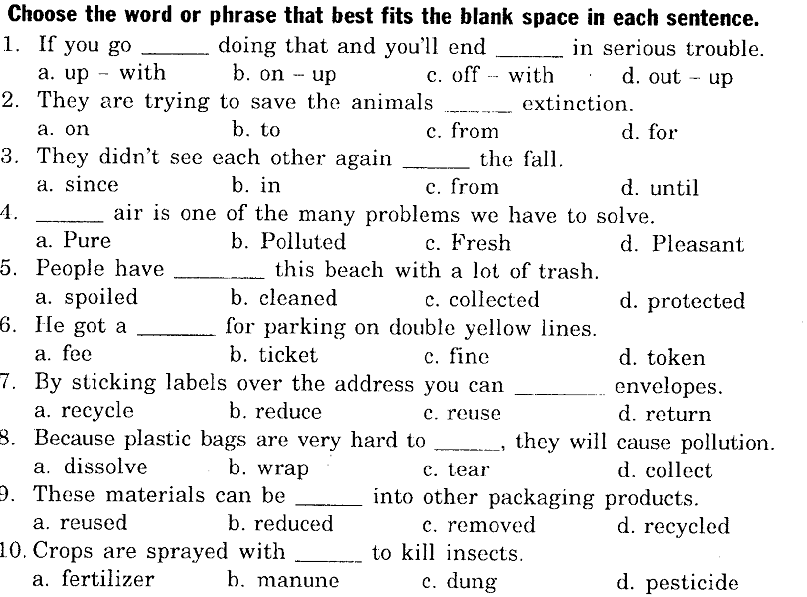 Choose the word or phrase that best fits the blank space in each sentence.
1. If you go ______ doing that and you'll end ______ in serious trouble.
a. up – with b. on – up c. off – with d. out – up
2. They are trying to save the animals ______ extinction.
a. on b. to c. from d. for
3. They didn't see each other again ______ the fall.
a. since b. in c. from d. until
4. ______ air is one of the many problems we have to solve.
a. Pure b. Polluted c. Fresh d. Pleasant
5. People have ________ this beach with a lot of trash.
a. spoiled b. cleaned c. collected d. protected
6. He got a _______ for parking on double yellow lines.
a. fee b. ticket c. fine d. token
7. By sticking labels over the address you can ________ envelopes.
a. recycle b. reduce c. reuse d. return
8. Because plastic bags are very hard to ______, they will cause pollution.
a. dissolve b. wrap c. tear d. collect
9. These materials can be ______ into other packaging products.
a. reused b. reduced c. removed d. recycled
10. Crops are sprayed with ______ to kill insects.
a. fertilizer b. manune c. dung d. pesticide